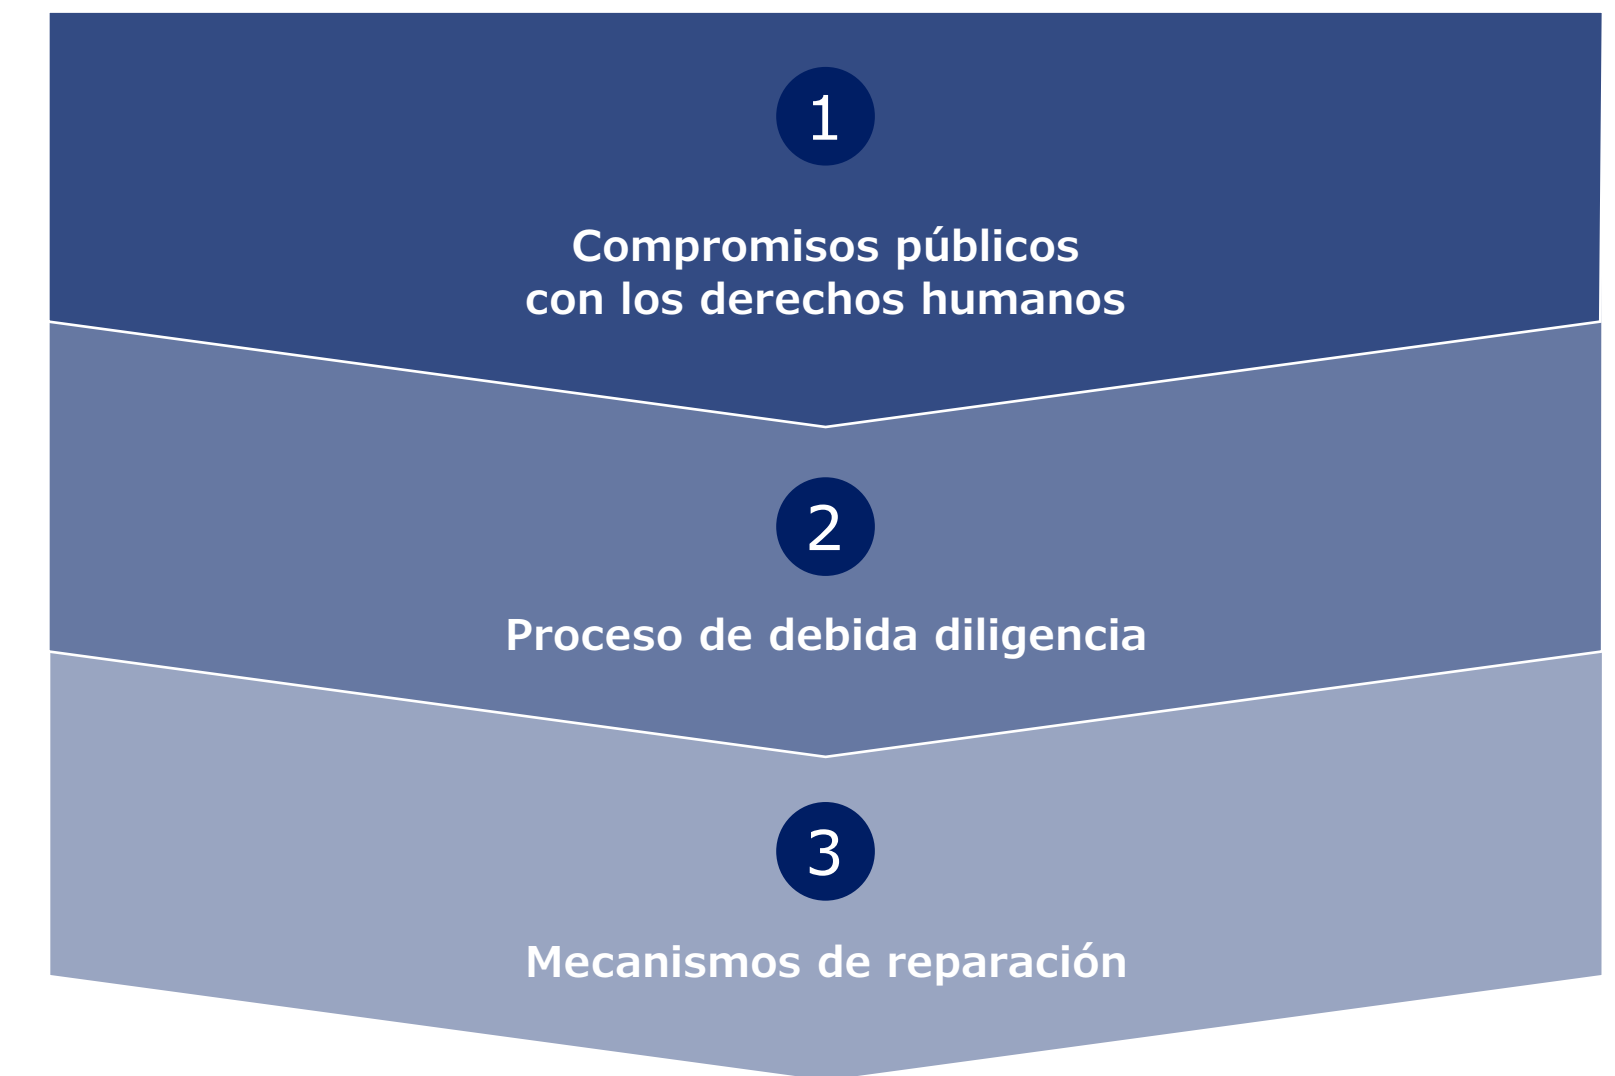 1
Compromisos públicos
con los derechos humanos
2
Proceso de debida diligencia
3
Mecanismos de reparación